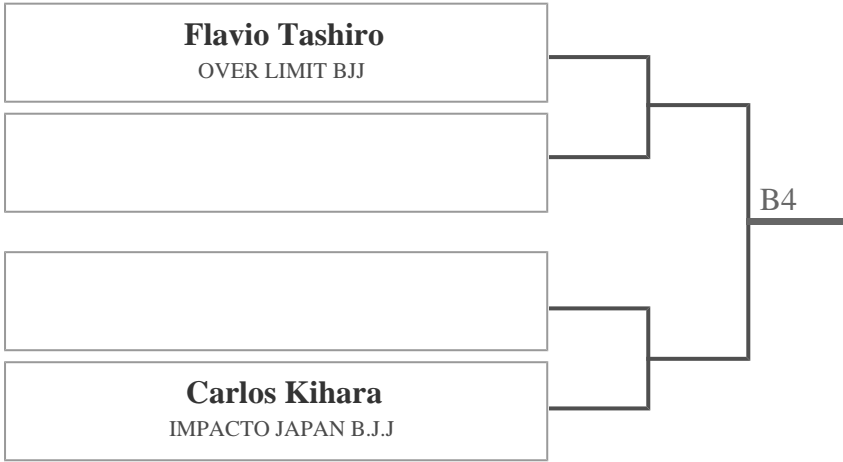 Flavio Tashiro
OVER LIMIT BJJ
B4
Carlos Kihara
IMPACTO JAPAN B.J.J